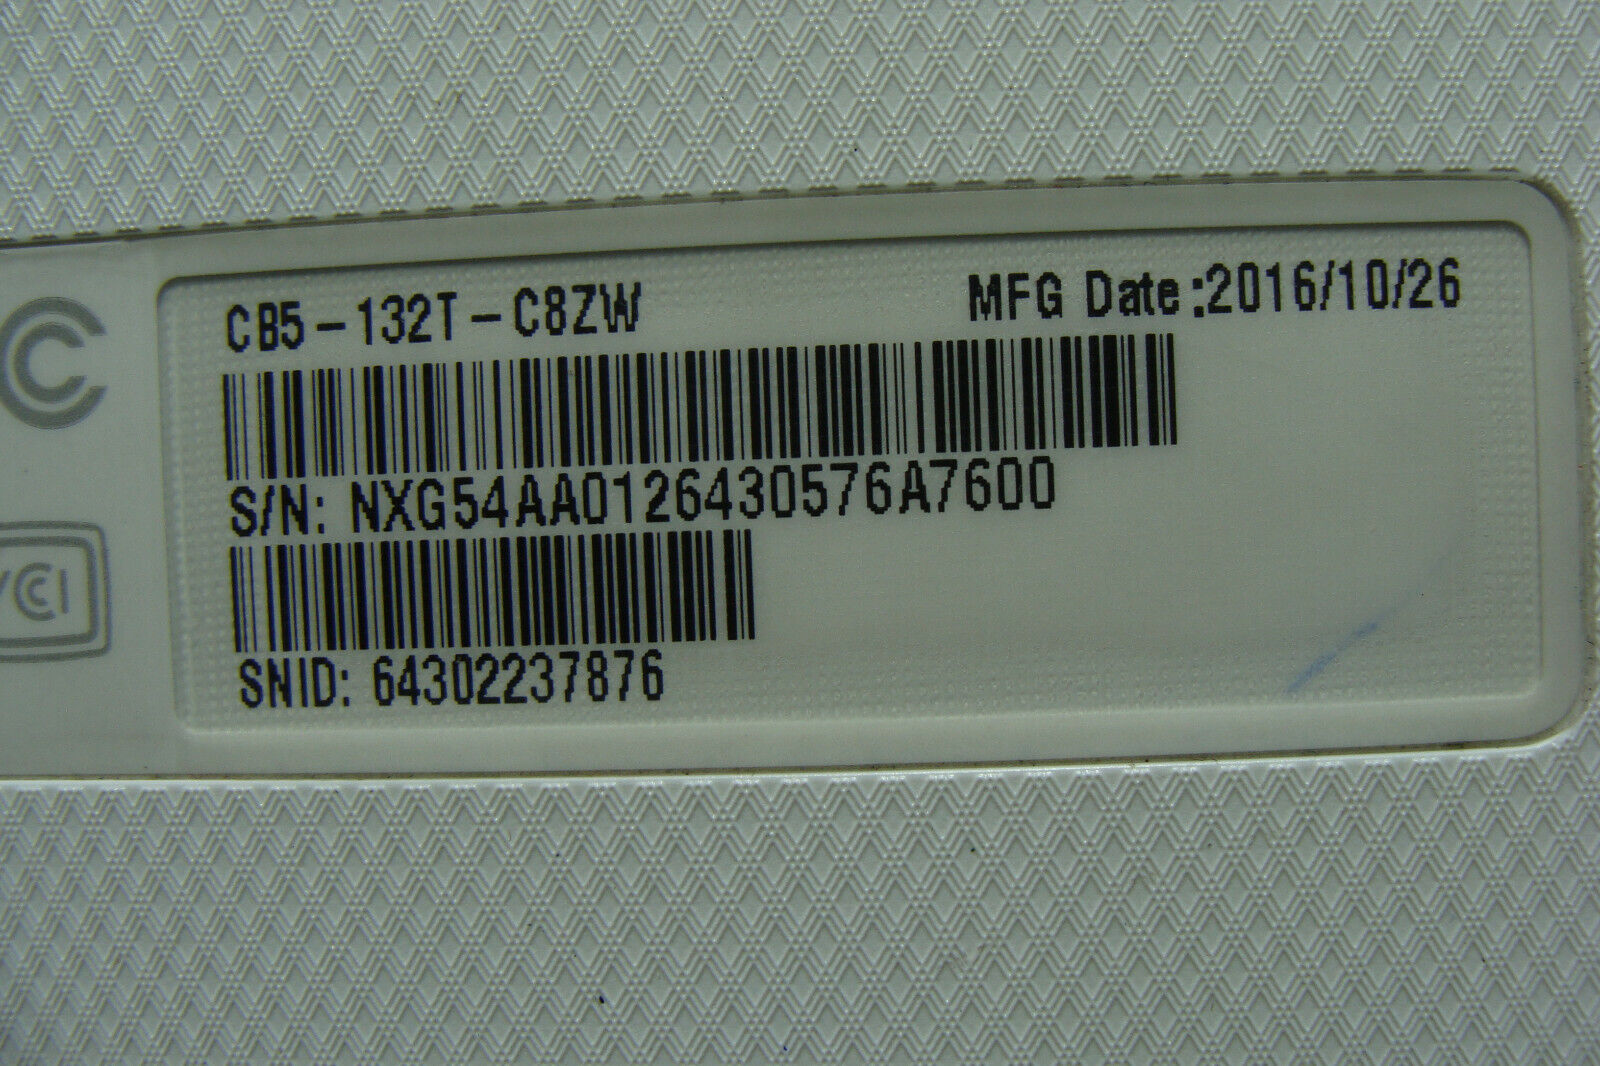 CB5-132T-C8ZW
MFG Date:2016/10/26
S/N: NXG54AA0126430576A7600
SNID: 64302237876